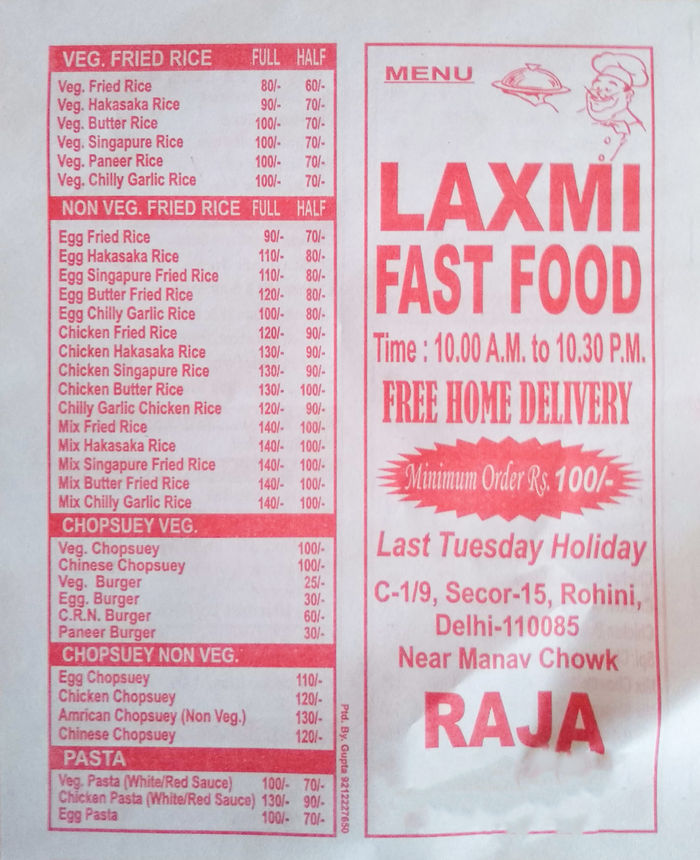 VEG. FRIED RICE FULL HALF
Veg. Fried Rice 80/- 60/-
Veg. Hakasaka Rice 90/- 70/-
Veg. Butter Rice 100/- 70/-
Veg. Singapure Rice 100/- 70/-
Veg. Paneer Rice 100/- 70/-
Veg. Chilly Garlic Rice 100/- 70/-
NON VEG. FRIED RICE FULL HALF
Egg Fried Rice 90/- 70/-
Egg Hakasaka Rice 110/- 80/-
Egg Singapure Fried Rice 110/- 80/-
Egg Butter Fried Rice 120/- 80/-
Egg Chilly Garlic Rice 100/- 80/-
Chicken Fried Rice 120/- 90/-
Chicken Hakasaka Rice 130/- 90/-
Chicken Singapure Rice 130/- 90/-
Chicken Butter Rice 130/- 100/-
Chilly Garlic Chicken Rice 120/- 90/-
Mix Fried Rice 140/- 100/-
Mix Hakasaka Rice 140/- 100/-
Mix Singapure Fried Rice 140/- 100/-
Mix Butter Fried Rice 140/- 100/-
Mix Chilly Garlic Rice 140/- 100/-
CHOPSUEY VEG.
Veg. Chopsuey 100/-
Chinese Chopsuey 100/-
Veg. Burger 25/-
Egg. Burger 30/-
C.R.N. Burger 60/-
Paneer Burger 30/-
CHOPSUEY NON VEG.
Egg Chopsuey 110/-
Chicken Chopsuey 120/-
Amrican Chopsuey (Non Veg.) 130/-
Chinese Chopsuey 120/-
PASTA
Veg. Pasta (White/Red Sauce) 100/- 70/-
Chicken Pasta (White/Red Sauce) 130/- 90/-
Egg Pasta 100/- 70/-
Ptd. By. Gupta 9212227650
MENU
LAXMI
FAST FOOD
Time : 10.00 A.M. to 10.30 P.M.
FREE HOME DELIVERY
Minimum Order Rs. 100/-
Last Tuesday Holiday
C-1/9, Secor-15, Rohini,
Delhi-110085
Near Manav Chowk
RAJA